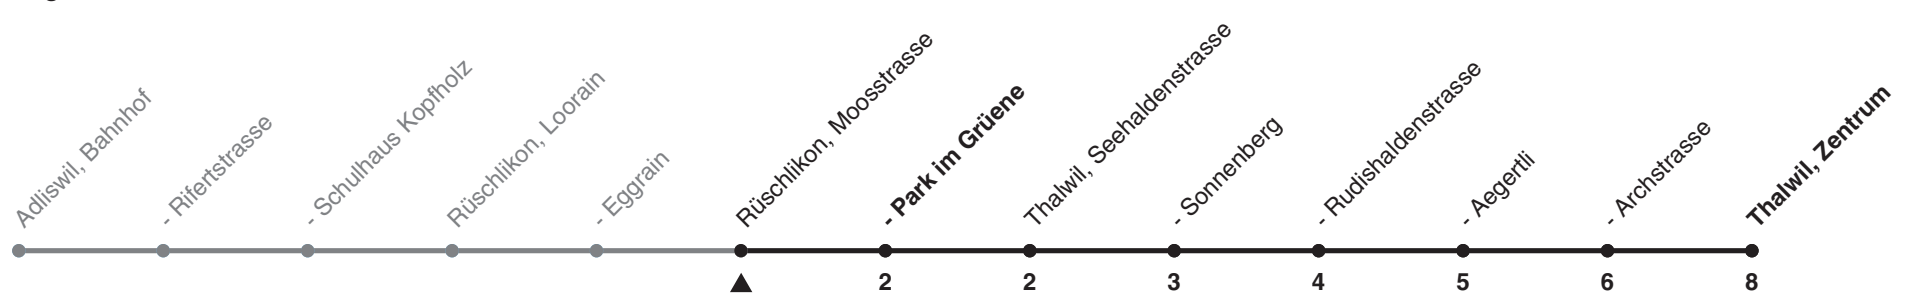 Adliswil, Bahnhof
- Rifertstrasse
- Schulhaus Kopfholz
Rüschlikon, Loorain
- Eggrain
Rüschlikon, Moosstrasse
- Park im Grüene
Thalwil, Seehaldenstrasse
- Sonnenberg
- Rudishaldenstrasse
- Aegertli
- Archstrasse
Thalwil, Zentrum
2 2 3 4 5 6 8